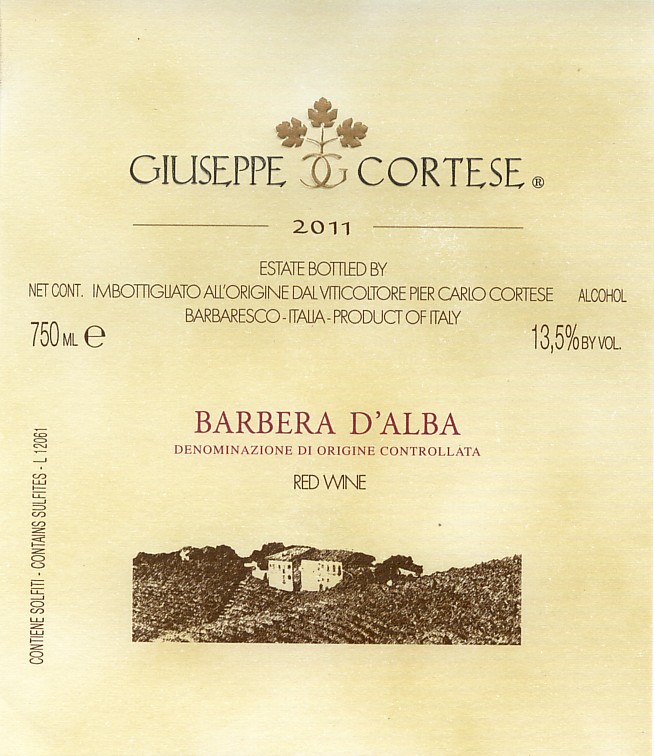 GIUSEPPE CG CORTESE ®
2011
ESTATE BOTTLED BY
NET CONT. IMBOTTIGLIATO ALL'ORIGINE DAL VITICOLTORE PIER CARLO CORTESE ALCOHOL
BARBARESCO - ITALIA - PRODUCT OF ITALY
750 ML e 13,5% BY VOL.
BARBERA D'ALBA
DENOMINAZIONE DI ORIGINE CONTROLLATA
RED WINE
CONTIENE SOLFITI - CONTAINS SULFITES - L 12061